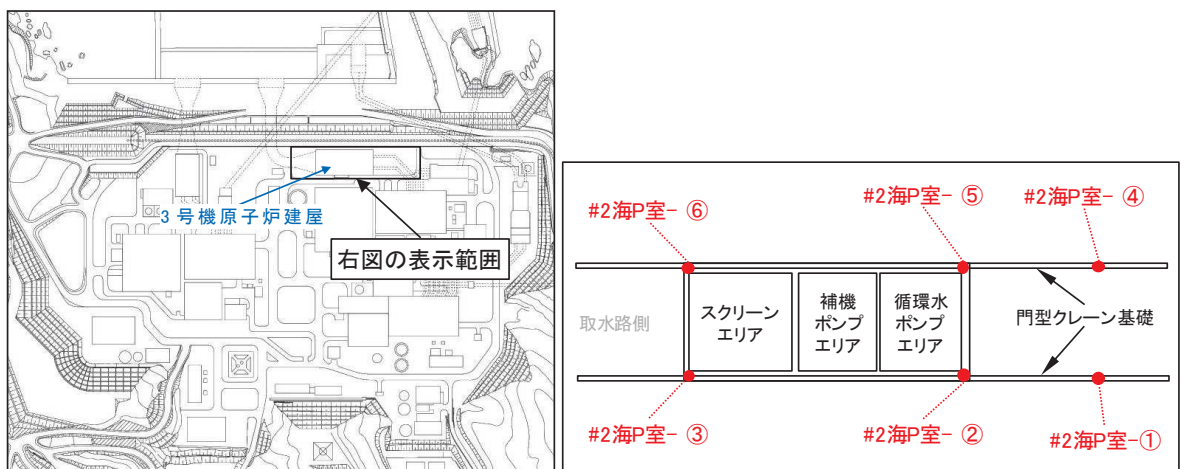 3号機原子炉建屋
右図の表示範囲
#2海P室- ⑥
#2海P室- ⑤
#2海P室- ④
取水路側
スクリーン
エリア
補機
ポンプ
エリア
循環水
ポンプ
エリア
門型クレーン基礎
#2海P室- ③
#2海P室- ②
#2海P室-①